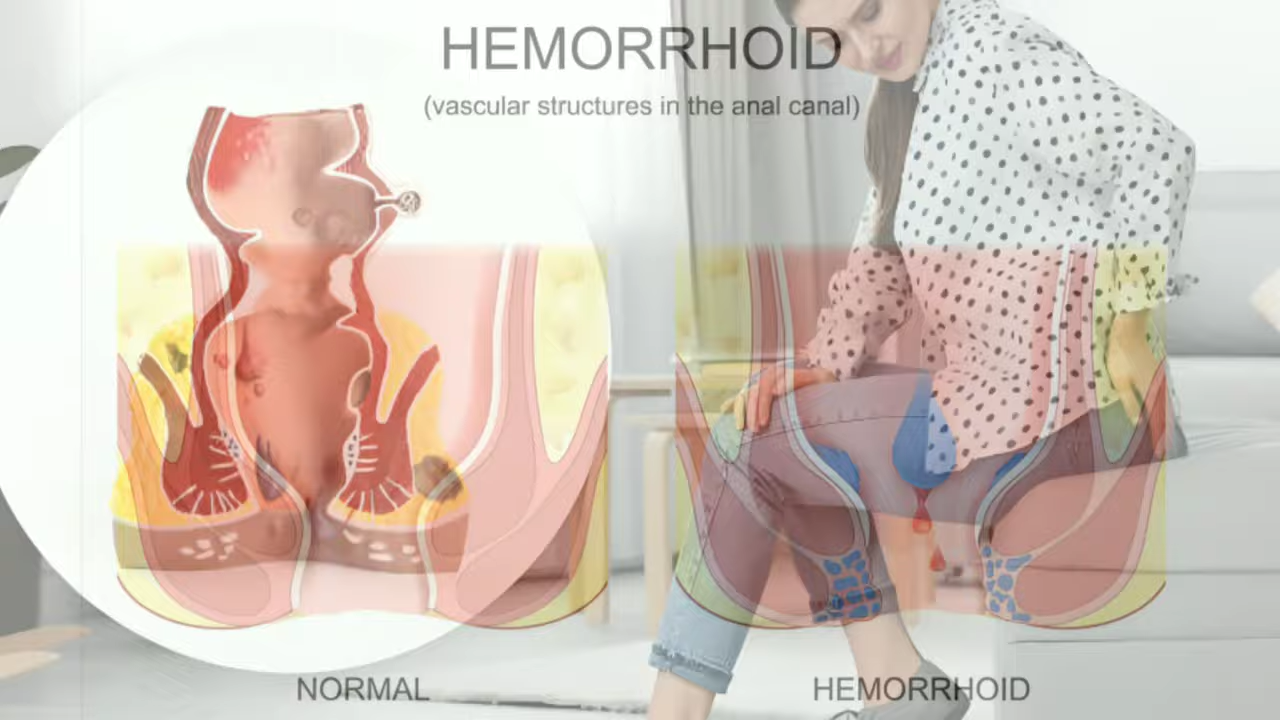 HEMORRHOID
(vascular structures in the anal canal)
NORMAL
HEMORRHOID